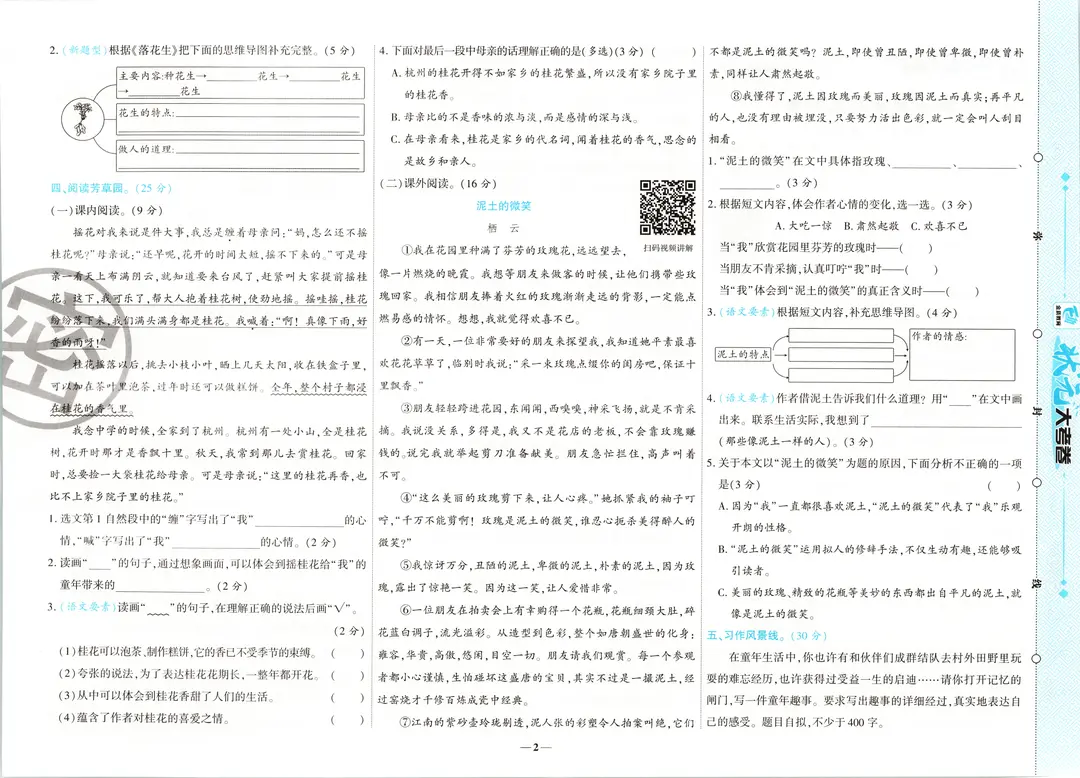 2.(新题型)根据《落花生》把下面的思维导图补充完整。(5 分)
主要内容:种花生→________花生→________花生
→________花生
花生的特点:
做人的道理:
四、阅读芳草园。(25 分)
(一)课内阅读。(9 分)
摇花对我来说是件大事,我总是缠着母亲问:“妈,怎么还不摇
桂花呢?”母亲说:“还早呢,花开的时间太短,摇不下来的。”可是母
亲一看天上布满阴云,就知道要来台风了,赶紧叫大家提前摇桂
花。这下,我可乐了,帮大人抱着桂花树,使劲地摇。摇哇摇,桂花
纷纷落下来,我们满头满身都是桂花。我喊着:“啊!真像下雨,好
香的雨呀!”
桂花摇落以后,挑去小枝小叶,晒上几天太阳,收在铁盒子里,
可以加在茶叶里泡茶,过年时还可以做糕饼。全年,整个村子都浸
在桂花的香气里。
我念中学的时候,全家到了杭州。杭州有一处小山,全是桂花
树,花开时那才是香飘十里。秋天,我常到那儿去赏桂花。回家
时,总要捡一大袋桂花给母亲。可是母亲说:“这里的桂花再香,也
比不上家乡院子里的桂花。”
1.选文第 1 自然段中的“缠”字写出了“我”________的心
情,“喊”字写出了“我”________的心情。(2 分)
2.读画“____”的句子,通过想象画面,可以体会到摇桂花给“我”的
童年带来的________。(2 分)
3.(语文要素)读画“﹏﹏”的句子,在理解正确的说法后画“√”。
(2 分)
(1)桂花可以泡茶、制作糕饼,它的香已不受季节的束缚。 ( )
(2)夸张的说法,为了表达桂花花期长,一整年都开花。 ( )
(3)从中可以体会到桂花香甜了人们的生活。 ( )
(4)蕴含了作者对桂花的喜爱之情。 ( )
4.下面对最后一段中母亲的话理解正确的是(多选)(3 分) ( )
A.杭州的桂花开得不如家乡的桂花繁盛,所以没有家乡院子里
的桂花香。
B.母亲比的不是香味的浓与淡,而是感情的深与浅。
C.在母亲看来,桂花是家乡的代名词,闻着桂花的香气,思念的
是故乡和亲人。
(二)课外阅读。(16 分)
泥土的微笑
栖 云
扫码视频讲解
①我在花园里种满了芬芳的玫瑰花,远远望去,
像一片燃烧的晚霞。我想等朋友来做客的时候,让他们携带些玫
瑰回家。我相信朋友捧着火红的玫瑰渐渐走远的背影,一定能点
燃易感的情怀。想想,我就觉得欢喜不已。
②有一天,一位非常要好的朋友来探望我,我知道她平素最喜
欢花花草草了,临别时我说:“采一束玫瑰点缀你的闺房吧,保证十
里飘香。”
③朋友轻轻跨进花园,东闻闻,西嗅嗅,神采飞扬,就是不肯采
摘。我说没关系,多得是,我又不是花店的老板,不会靠玫瑰赚
钱的。说完我就举起剪刀准备献美。朋友急忙拦住,高声叫着
不可。
④“这么美丽的玫瑰剪下来,让人心疼。”她抓紧我的袖子叮
咛,“千万不能剪啊!玫瑰是泥土的微笑,谁忍心扼杀美得醉人的
微笑?”
⑤我惊讶万分,丑陋的泥土,卑微的泥土,朴素的泥土,因为玫
瑰,露出了惊艳一笑。因为这一笑,让人爱惜非常。
⑥一位朋友在拍卖会上有幸购得一个花瓶,花瓶细颈大肚,碎
花蓝白调子,流光溢彩。从造型到色彩,整个如唐朝盛世的化身:
雍容,华贵,高傲,悠闲,目空一切。朋友请我们观赏。每一个参观
者都小心谨慎,生怕碰坏这盛唐的宝贝,其实不过是一撮泥土,经
过窑烧才千修百炼成瓷中经典。
⑦江南的紫砂壶玲珑剔透,泥人张的彩塑令人拍案叫绝,它们
不都是泥土的微笑吗?泥土,即使曾丑陋,即使曾卑微,即使曾朴
素,同样让人肃然起敬。
⑧我懂得了,泥土因玫瑰而美丽,玫瑰因泥土而真实;再平凡
的人,也没有理由被埋没,只要努力活出色彩,就一定会叫人刮目
相看。
1.“泥土的微笑”在文中具体指玫瑰、________、________、
________。(3 分)
2.根据短文内容,体会作者心情的变化,选一选。(3 分)
A.大吃一惊 B.肃然起敬 C.欢喜不已
当“我”欣赏花园里芬芳的玫瑰时——( )
当朋友不肯采摘,认真叮咛“我”时——( )
当“我”体会到“泥土的微笑”的真正含义时——( )
3.(语文要素)根据短文内容,补充思维导图。(4 分)
泥土的特点
作者的情感:
4.(语文要素)作者借泥土告诉我们什么道理?用“____”在文中画
出来。联系生活实际,我想到了________
(那些像泥土一样的人)。(3 分)
5.关于本文以“泥土的微笑”为题的原因,下面分析不正确的一项
是(3 分) ( )
A.因为“我”一直都很喜欢泥土,“泥土的微笑”代表了“我”乐观
开朗的性格。
B.“泥土的微笑”运用拟人的修辞手法,不仅生动有趣,还能够吸
引读者。
C.美丽的玫瑰、精致的花瓶等美妙的东西都出自平凡的泥土,就
像是泥土的微笑。
五、习作风景线。(30 分)
在童年生活中,你也许有和伙伴们成群结队去村外田野里玩
耍的难忘经历,也许获得过受益一生的启迪……请你打开记忆的
闸门,写一件童年趣事。要求写出趣事的详细经过,真实地表达自
己的感受。题目自拟,不少于 400 字。
—2—
密
弥
封
线
状元大考卷